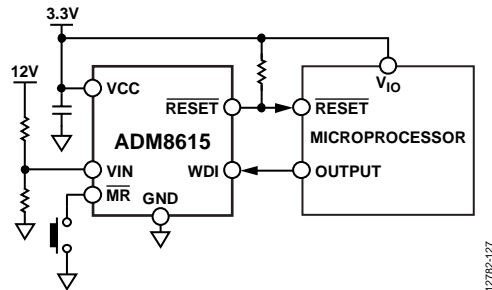 3.3V
12V
VCC
RESET
ADM8615
VIN
WDI
MR
GND
VIO
RESET
MICROPROCESSOR
OUTPUT
12782-127